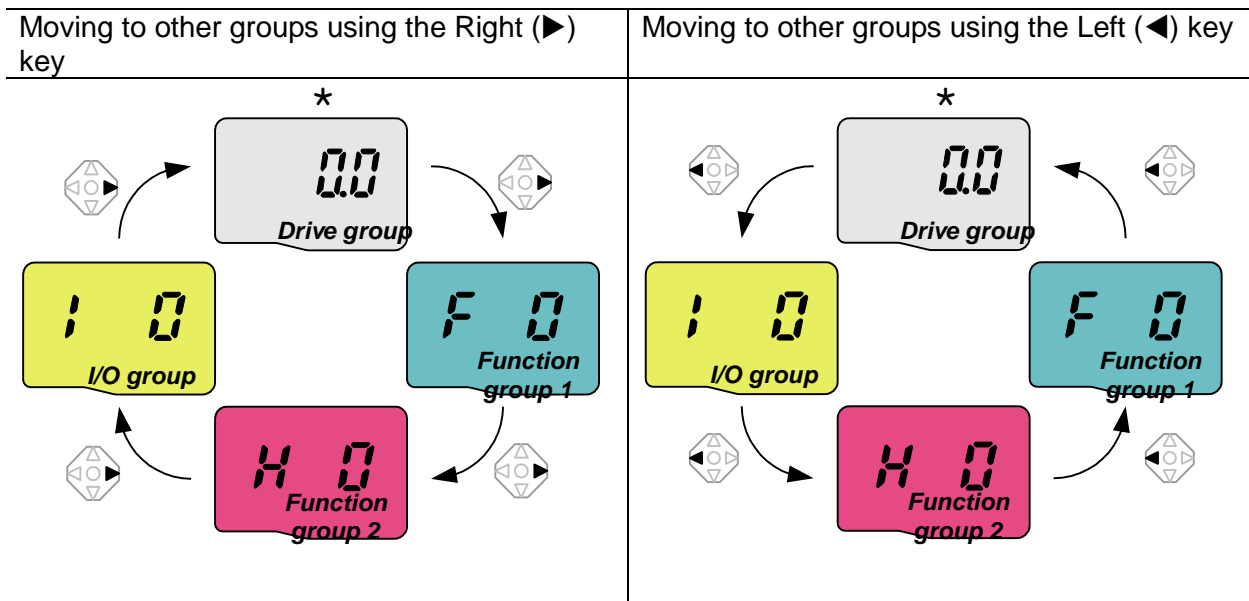 Moving to other groups using the Right (▶)
key
Moving to other groups using the Left (◀) key
*
0.0
Drive group
I 0
I/O group
F 0
Function
group 1
H 0
Function
group 2
*
0.0
Drive group
I 0
I/O group
F 0
Function
group 1
H 0
Function
group 2